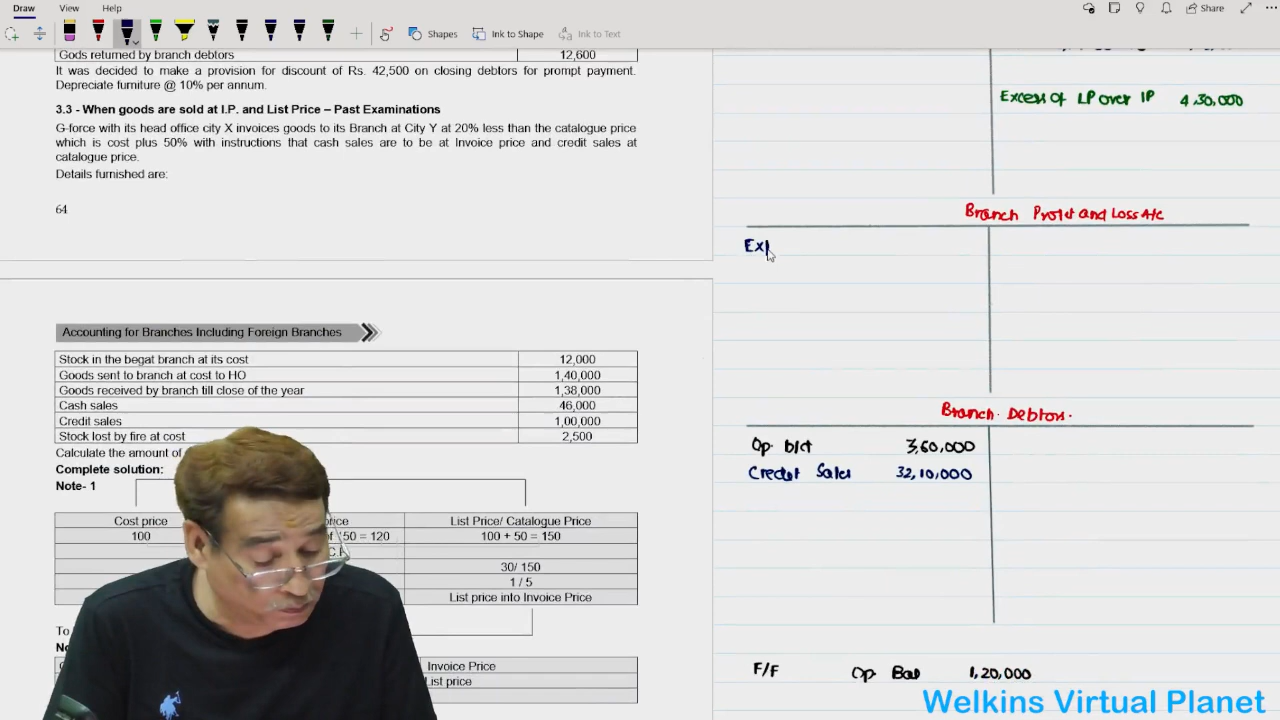 Draw View Help
Share
Shapes Ink to Shape Ink to Text
Gods returned by branch debtors 12,600
It was decided to make a provision for discount of Rs. 42,500 on closing debtors for prompt payment.
Depreciate furniture @ 10% per annum.
3.3 - When goods are sold at I.P. and List Price – Past Examinations
G-force with its head office city X invoices goods to its Branch at City Y at 20% less than the catalogue price
which is cost plus 50% with instructions that cash sales are to be at Invoice price and credit sales at
catalogue price.
Details furnished are:
64
Accounting for Branches Including Foreign Branches
Stock in the begat branch at its cost 12,000
Goods sent to branch at cost to HO 1,40,000
Goods received by branch till close of the year 1,38,000
Cash sales 46,000
Credit sales 1,00,000
Stock lost by fire at cost 2,500
Calculate the amount of
Complete solution:
Note- 1
Cost price List Price/ Catalogue Price
100 150 = 120 100 + 50 = 150
30/ 150
1 / 5
List price into Invoice Price
To
Invoice Price
List price
Excess of LP over IP 4,30,000
Branch Profit and Loss A/c
Exp
Branch Debtors
Op b/d 3,60,000
Credit Sales 32,10,000
F/F Op Bal 1,20,000
Welkins Virtual Planet